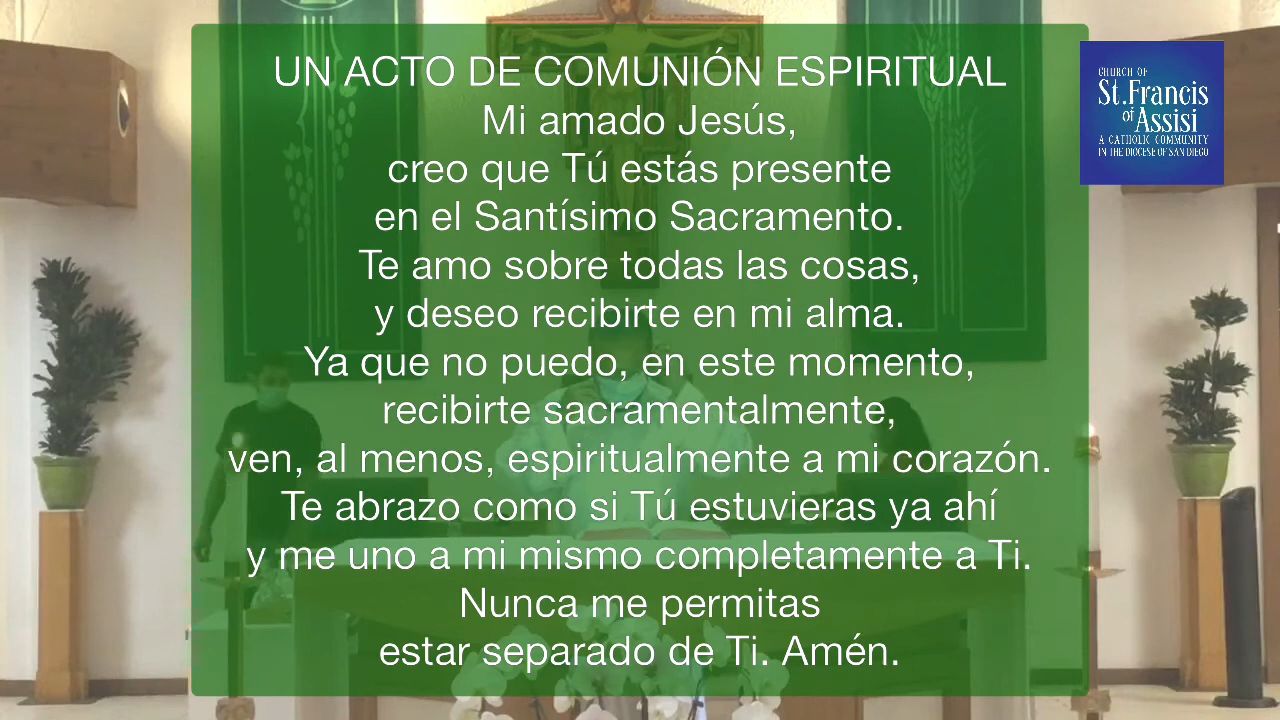 UN ACTO DE COMUNIÓN ESPIRITUAL
Mi amado Jesús,
creo que Tú estás presente
en el Santísimo Sacramento.
Te amo sobre todas las cosas,
y deseo recibirte en mi alma.
Ya que no puedo, en este momento,
recibirte sacramentalmente,
ven, al menos, espiritualmente a mi corazón.
Te abrazo como si Tú estuvieras ya ahí
y me uno a mi mismo completamente a Ti.
Nunca me permitas
estar separado de Ti. Amén.
CHURCH OF
St.Francis
of
Assisi
A CATHOLIC COMMUNITY
IN THE DIOCESE OF SAN DIEGO